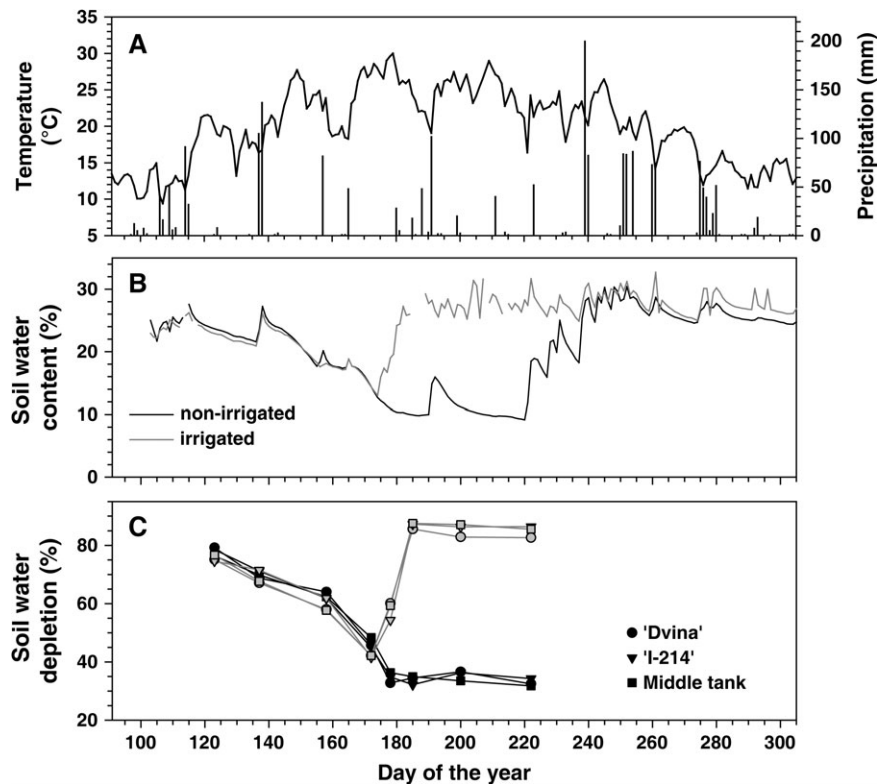 A
Temperature
(°C)
35
30
25
20
15
10
5
Precipitation (mm)
200
150
100
50
0
B
Soil water
content (%)
30
20
10
0
non-irrigated
irrigated
C
Soil water
depletion (%)
80
60
40
20
'Dvina'
'I-214'
Middle tank
100 120 140 160 180 200 220 240 260 280 300
Day of the year